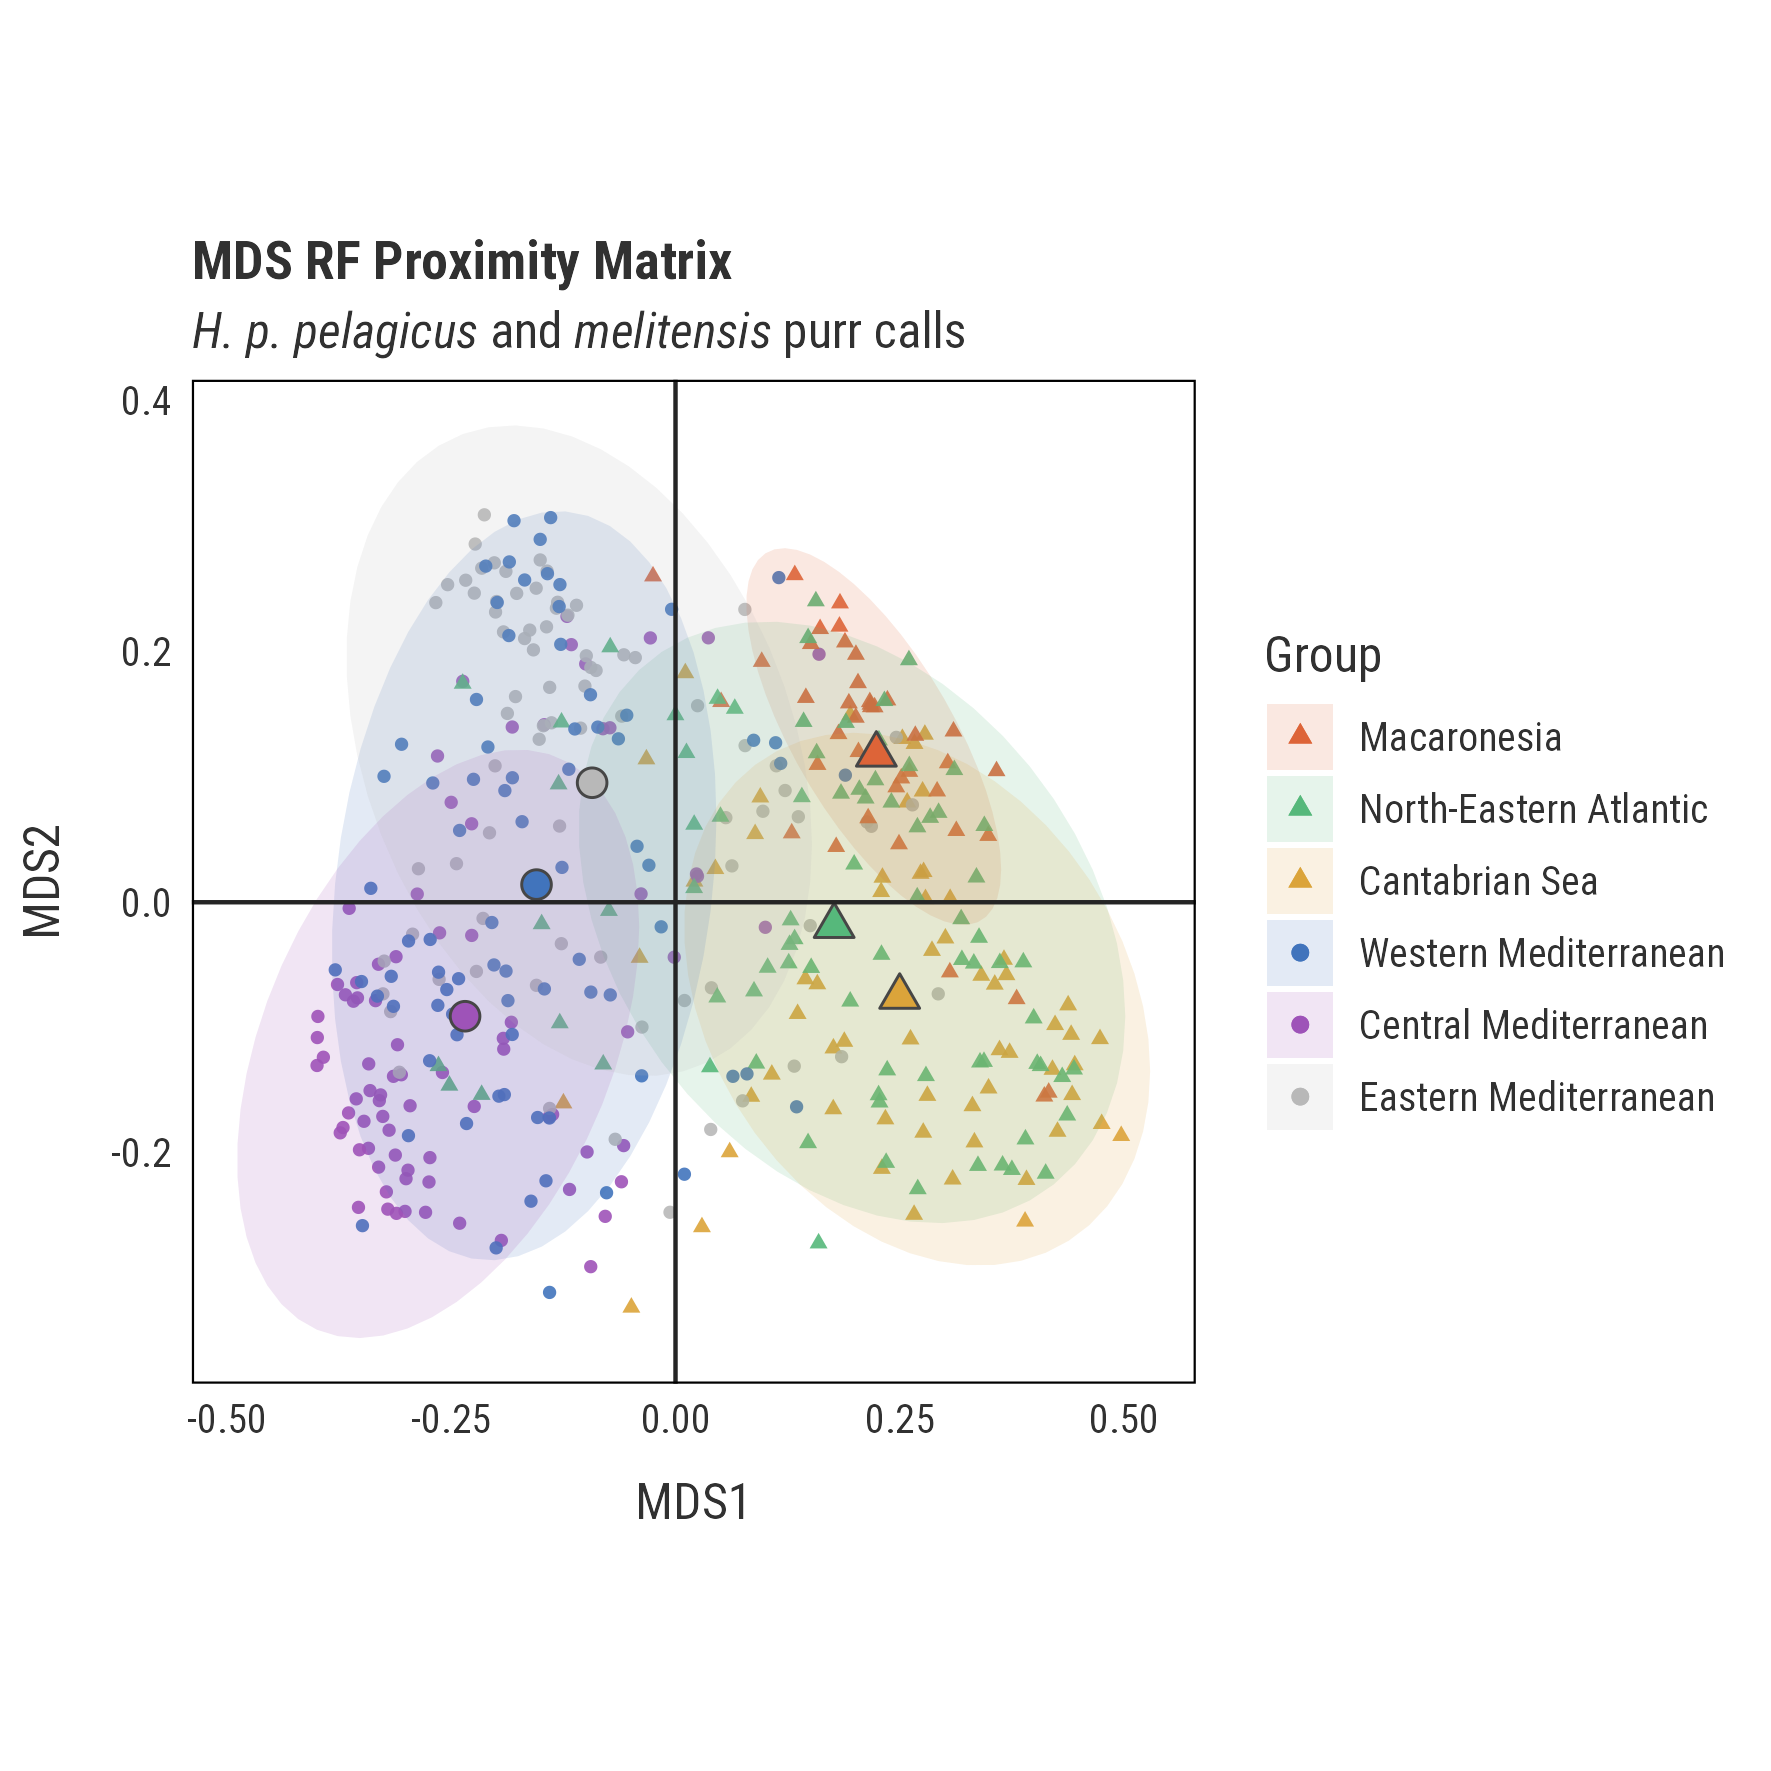 MDS RF Proximity Matrix
H. p. pelagicus and melitensis purr calls
0.4
0.2
0.0
-0.2
MDS2
-0.50
-0.25
0.00
0.25
0.50
MDS1
Group
Macaronesia
North-Eastern Atlantic
Cantabrian Sea
Western Mediterranean
Central Mediterranean
Eastern Mediterranean